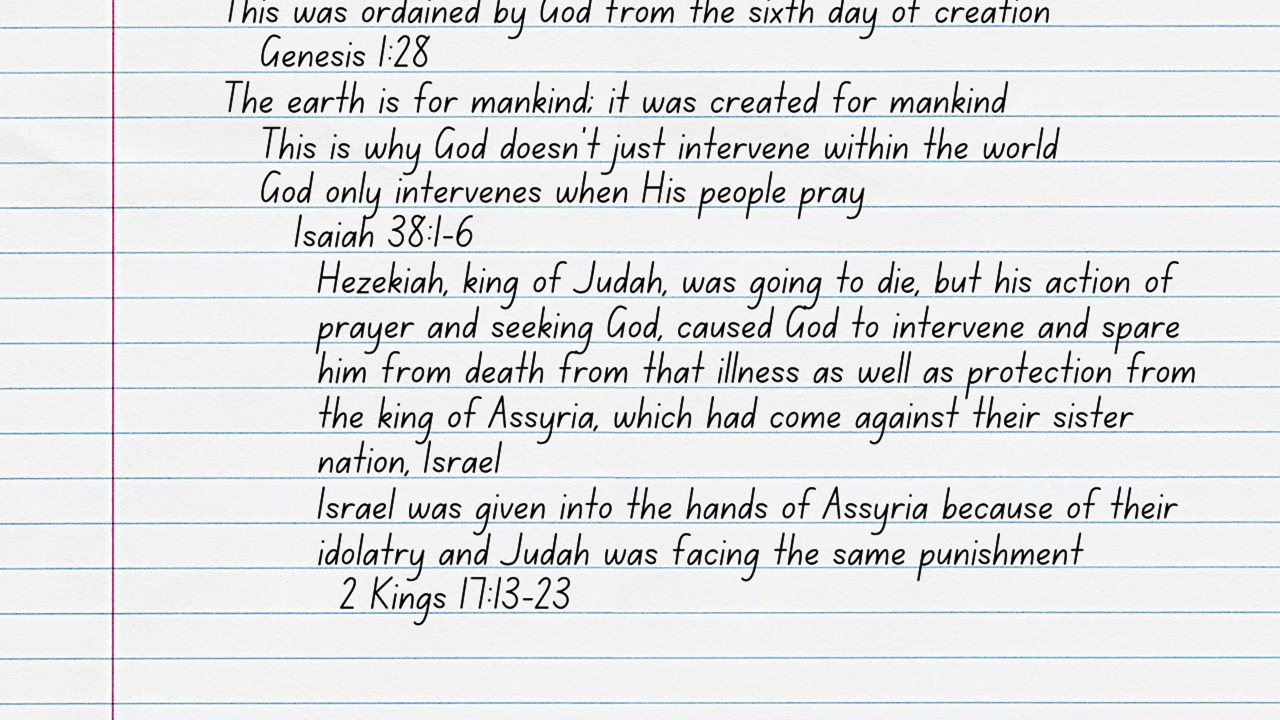 This was ordained by God from the sixth day of creation
Genesis 1:28
The earth is for mankind; it was created for mankind
This is why God doesn't just intervene within the world
God only intervenes when His people pray
Isaiah 38:1-6
Hezekiah, king of Judah, was going to die, but his action of
prayer and seeking God, caused God to intervene and spare
him from death from that illness as well as protection from
the king of Assyria, which had come against their sister
nation, Israel
Israel was given into the hands of Assyria because of their
idolatry and Judah was facing the same punishment
2 Kings 17:13-23